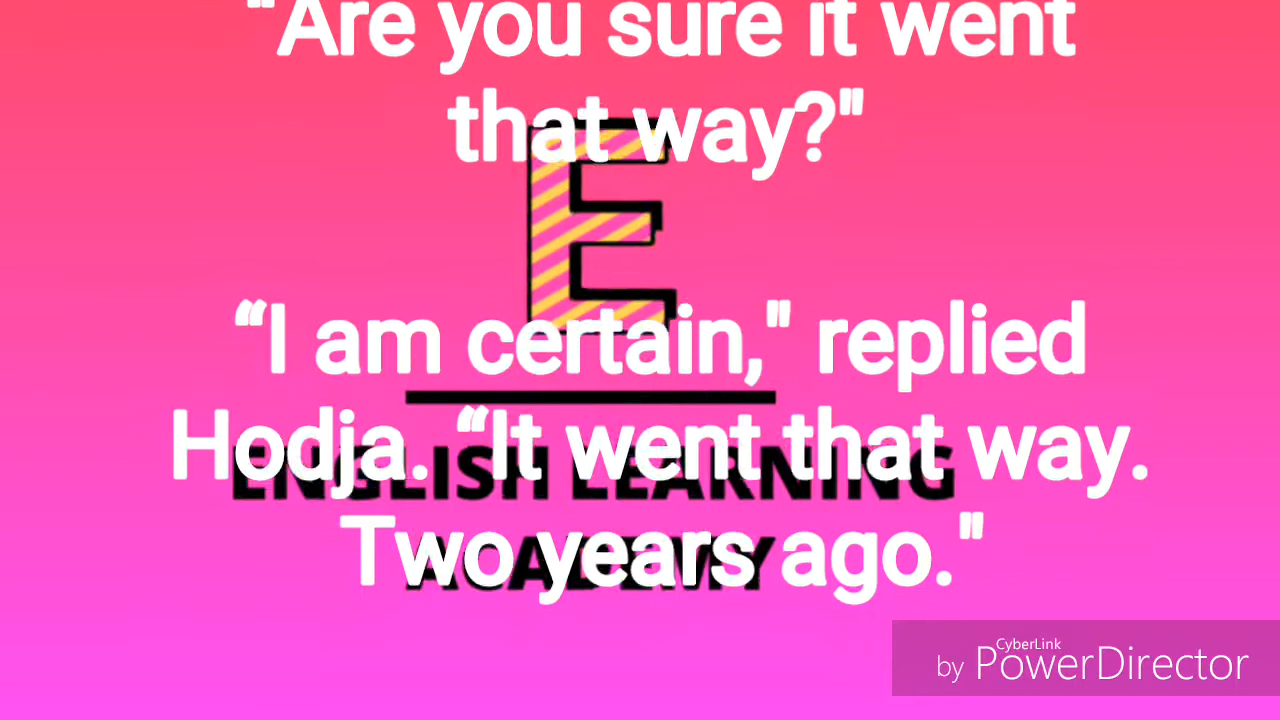 "Are you sure it went
that way?"
E
“I am certain," replied
Hodja. “It went that way.
ENGLISH LEARNING
Two years ago."
ACADEMY
CyberLink
by PowerDirector